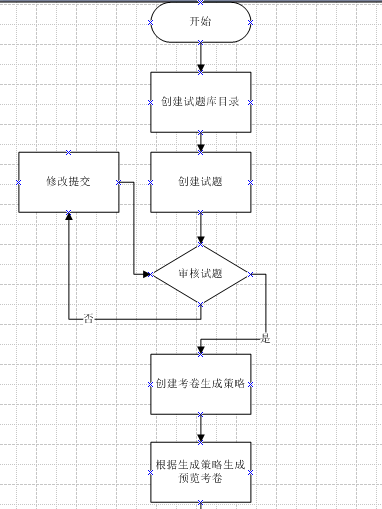 开始
创建试题库目录
修改提交
创建试题
审核试题
否
是
创建考卷生成策略
根据生成策略生成
预览考卷